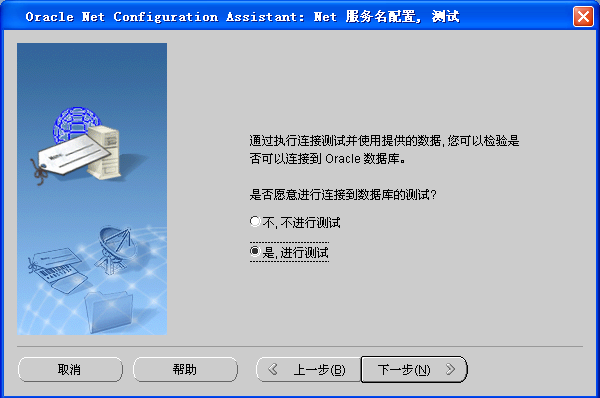 Oracle Net Configuration Assistant: Net 服务名配置, 测试
通过执行连接测试并使用提供的数据, 您可以检验是
否可以连接到 Oracle 数据库。
是否愿意进行连接到数据库的测试?
不, 不进行测试
是, 进行测试
取消
帮助
上一步(B)
下一步(N)